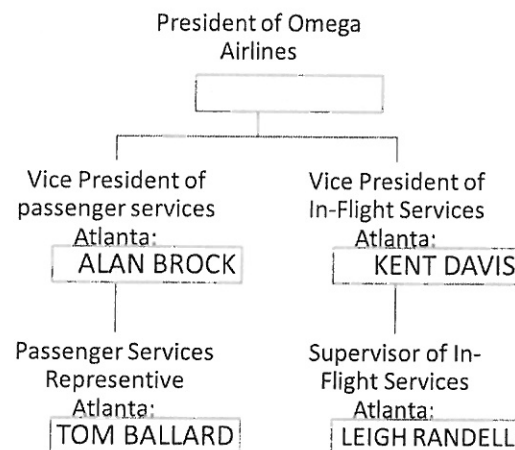 President of Omega
Airlines
Vice President of
passenger services
Atlanta:
ALAN BROCK
Vice President of
In-Flight Services
Atlanta:
KENT DAVIS
Passenger Services
Representive
Atlanta:
TOM BALLARD
Supervisor of In-
Flight Services
Atlanta:
LEIGH RANDELL